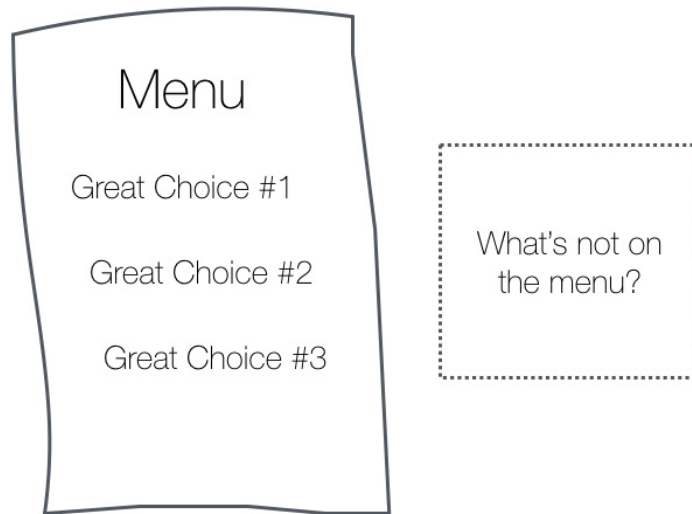 Menu
Great Choice #1
Great Choice #2
Great Choice #3
What's not on
the menu?